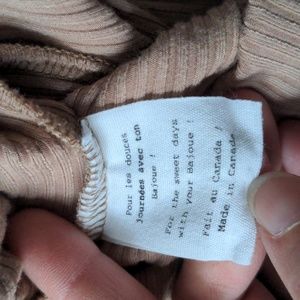 Pour les douces
Journées avec ton
Bajoue !
For the sweet days
with your Bajoue !
Fait au Canada /
Made in Canada